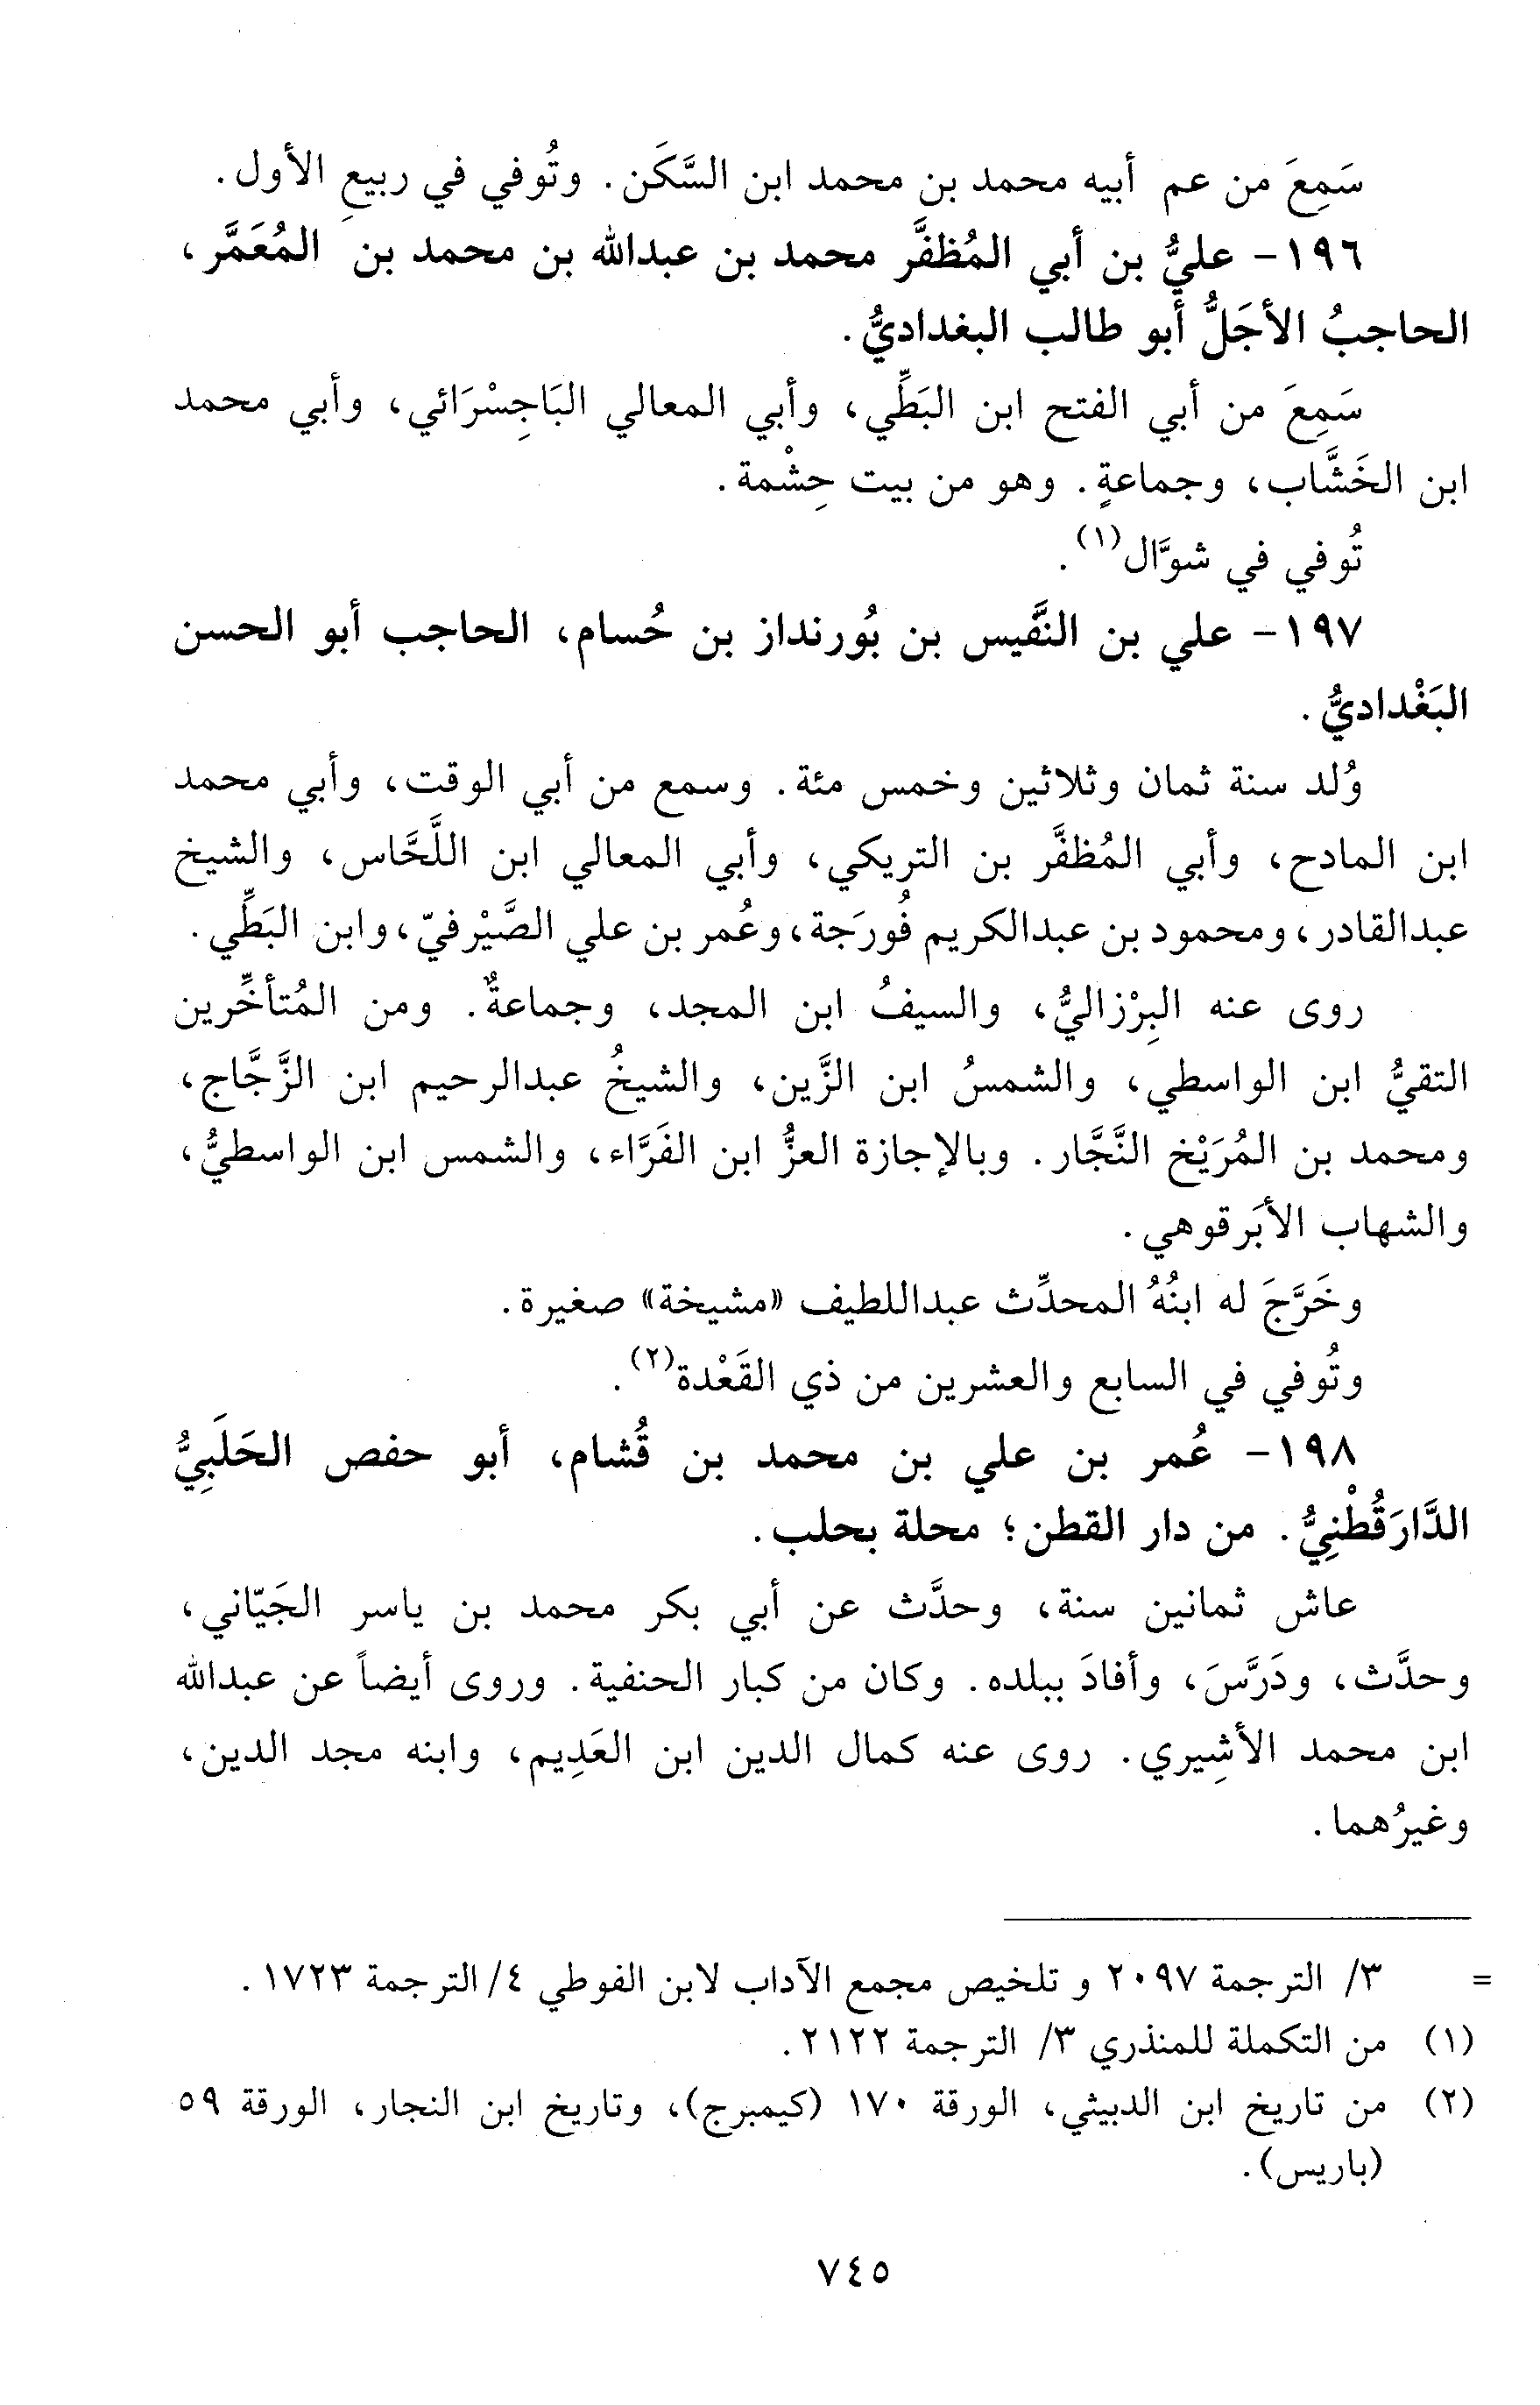 سَمِعَ من عم أبيه محمد بن محمد ابن السَّكَن. وتُوفي في ربيعِ الأول.
١٩٦- عليُّ بن أبي المُظفَّر محمد بن عبدالله بن محمد بن المُعَمَّر،
الحاجبُ الأجَلُّ أبو طالب البغداديُّ.
سَمِعَ من أبي الفتح ابن البَطِّي، وأبي المعالي البَاجِسْرَائي، وأبي محمد
ابن الخَشَّاب، وجماعةٍ. وهو من بيت حِشْمة.
تُوفي في شوَّال(١).
١٩٧- علي بن النَّفيس بن بُورنداز بن حُسام، الحاجب أبو الحسن
البَغْداديُّ.
وُلد سنة ثمان وثلاثين وخمس مئة. وسمع من أبي الوقت، وأبي محمد
ابن المادح، وأبي المُظفَّر بن التريكي، وأبي المعالي ابن اللَّحَّاس، والشيخ
عبدالقادر، ومحمود بن عبدالكريم فُورَجة، وعُمر بن علي الصَّيْرفيّ، وابن البَطِّي.
روى عنه البِرْزاليُّ، والسيفُ ابن المجد، وجماعةٌ. ومن المُتأخِّرين
التقيُّ ابن الواسطي، والشمسُ ابن الزَّين، والشيخُ عبدالرحيم ابن الزَّجَّاج،
ومحمد بن المُرَيْخ النَّجَّار. وبالإجازة العزُّ ابن الفَرَّاء، والشمس ابن الواسطيُّ،
والشهاب الأبَرقوهي.
وخَرَّجَ له ابنُهُ المحدِّث عبداللطيف «مشيخة» صغيرة.
وتُوفي في السابع والعشرين من ذي القَعْدة(٢).
١٩٨- عُمر بن علي بن محمد بن قُشام، أبو حفص الحَلَبِيُّ
الدَّارَقُطْنِيُّ. من دار القطن؛ محلة بحلب.
عاش ثمانين سنة، وحدَّث عن أبي بكر محمد بن ياسر الجَيّاني،
وحدَّث، ودَرَّسَ، وأفادَ ببلده. وكان من كبار الحنفية. وروى أيضاً عن عبدالله
ابن محمد الأشِيري. روى عنه كمال الدين ابن العَدِيم، وابنه مجد الدين،
وغيرُهما.
= ٣/ الترجمة ٢٠٩٧ و تلخيص مجمع الآداب لابن الفوطي ٤/ الترجمة ١٧٢٣.
(١) من التكملة للمنذري ٣/ الترجمة ٢١٢٢.
(٢) من تاريخ ابن الدبيثي، الورقة ١٧٠ (كيمبرج)، وتاريخ ابن النجار، الورقة ٥٩
(باريس).
٧٤٥